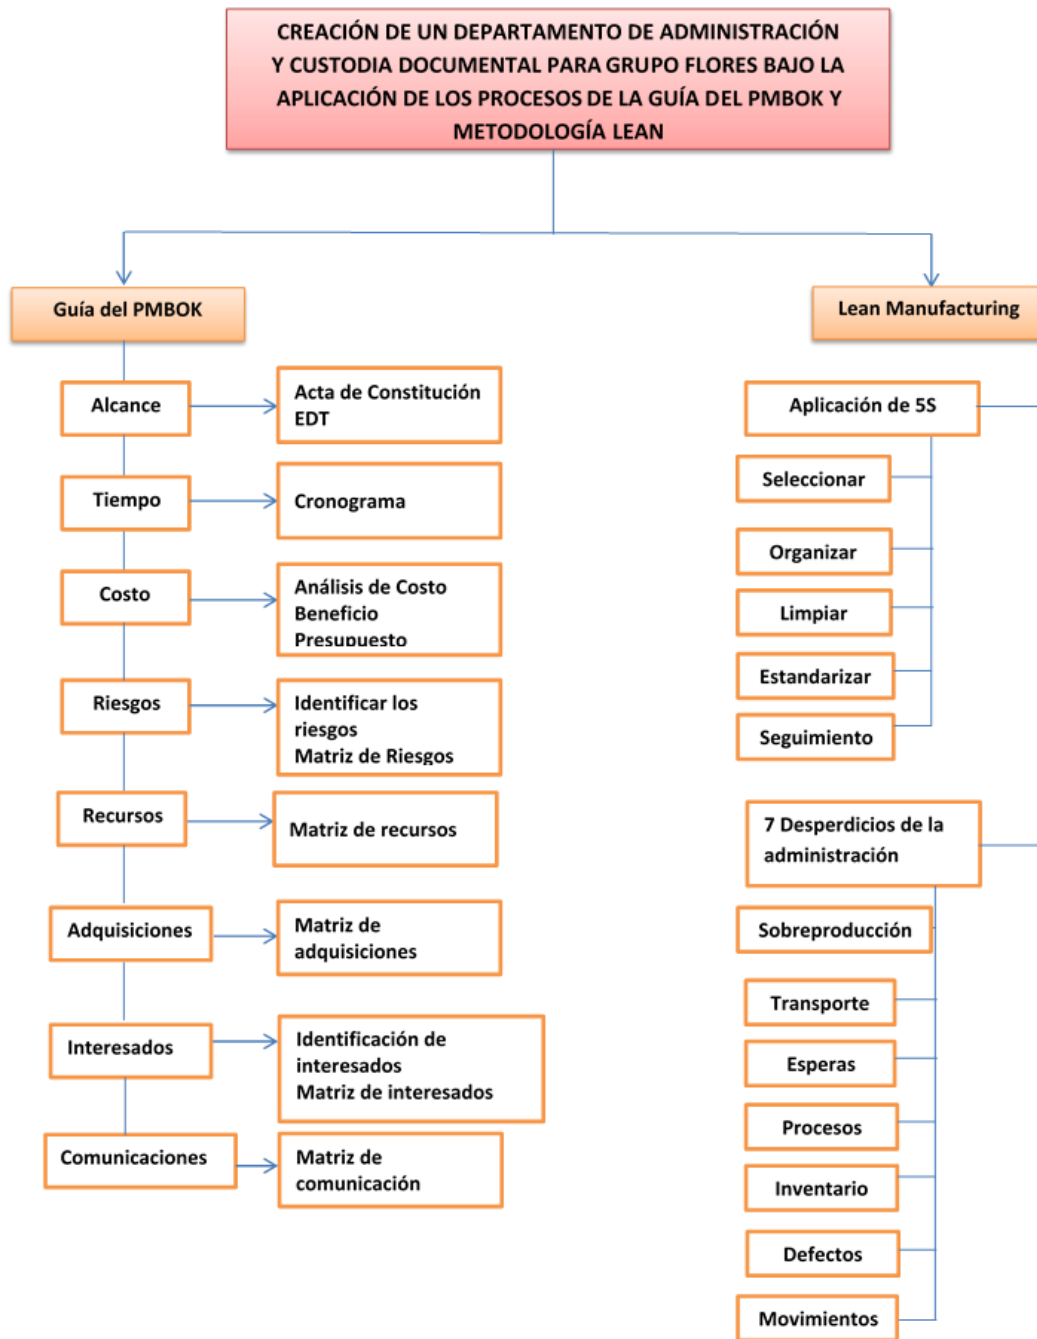 CREACIÓN DE UN DEPARTAMENTO DE ADMINISTRACIÓN
Y CUSTODIA DOCUMENTAL PARA GRUPO FLORES BAJO LA
APLICACIÓN DE LOS PROCESOS DE LA GUÍA DEL PMBOK Y
METODOLOGÍA LEAN
Guía del PMBOK
Alcance
Acta de Constitución
EDT
Tiempo
Cronograma
Costo
Análisis de Costo
Beneficio
Presupuesto
Riesgos
Identificar los
riesgos
Matriz de Riesgos
Recursos
Matriz de recursos
Adquisiciones
Matriz de
adquisiciones
Interesados
Identificación de
interesados
Matriz de interesados
Comunicaciones
Matriz de
comunicación
Lean Manufacturing
Aplicación de 5S
Seleccionar
Organizar
Limpiar
Estandarizar
Seguimiento
7 Desperdicios de la
administración
Sobreproducción
Transporte
Esperas
Procesos
Inventario
Defectos
Movimientos